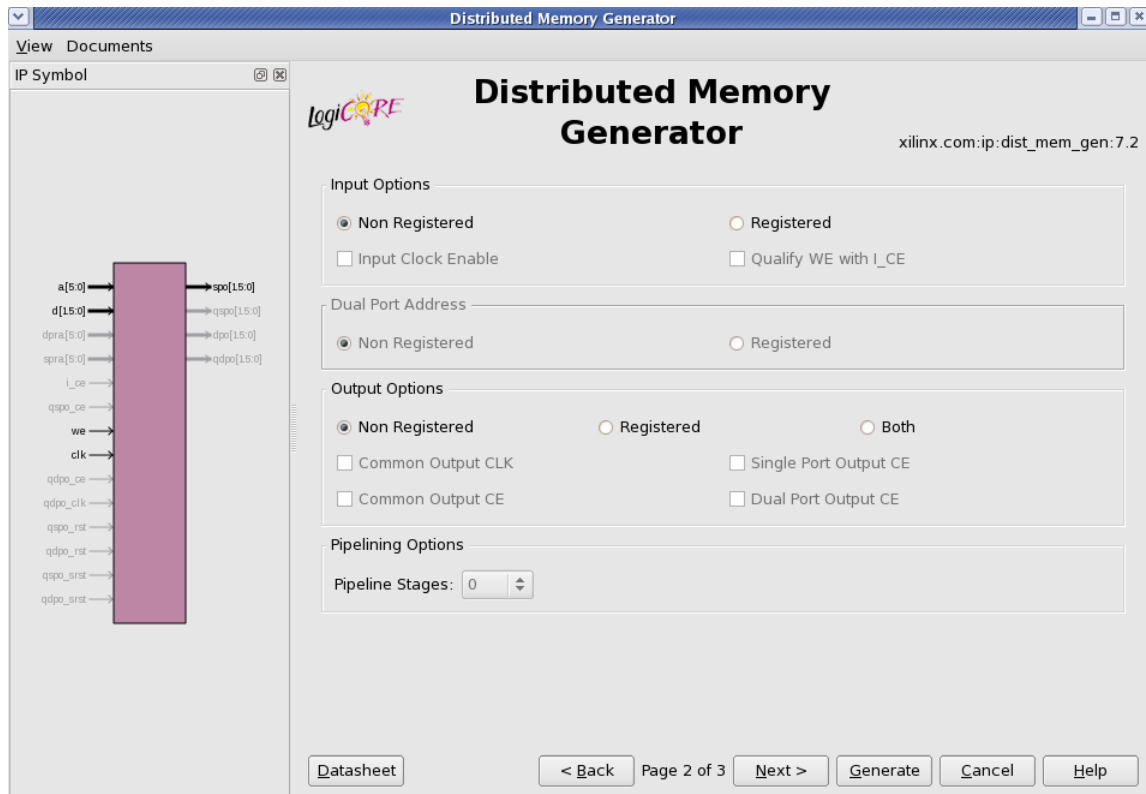 Distributed Memory Generator
View Documents
IP Symbol
LogiCORE
Distributed Memory
Generator
xilinx.com:ip:dist_mem_gen:7.2
a[5:0]
d[15:0]
dpra[5:0]
spra[5:0]
i_ce
qspo_ce
we
clk
qdpo_ce
qdpo_clk
qspo_rst
qdpo_rst
qspo_srst
qdpo_srst
spo[15:0]
qspo[15:0]
dpo[15:0]
qdpo[15:0]
Input Options
Non Registered Registered
Input Clock Enable Qualify WE with I_CE
Dual Port Address
Non Registered Registered
Output Options
Non Registered Registered Both
Common Output CLK Single Port Output CE
Common Output CE Dual Port Output CE
Pipelining Options
Pipeline Stages: 0
Datasheet < Back Page 2 of 3 Next > Generate Cancel Help